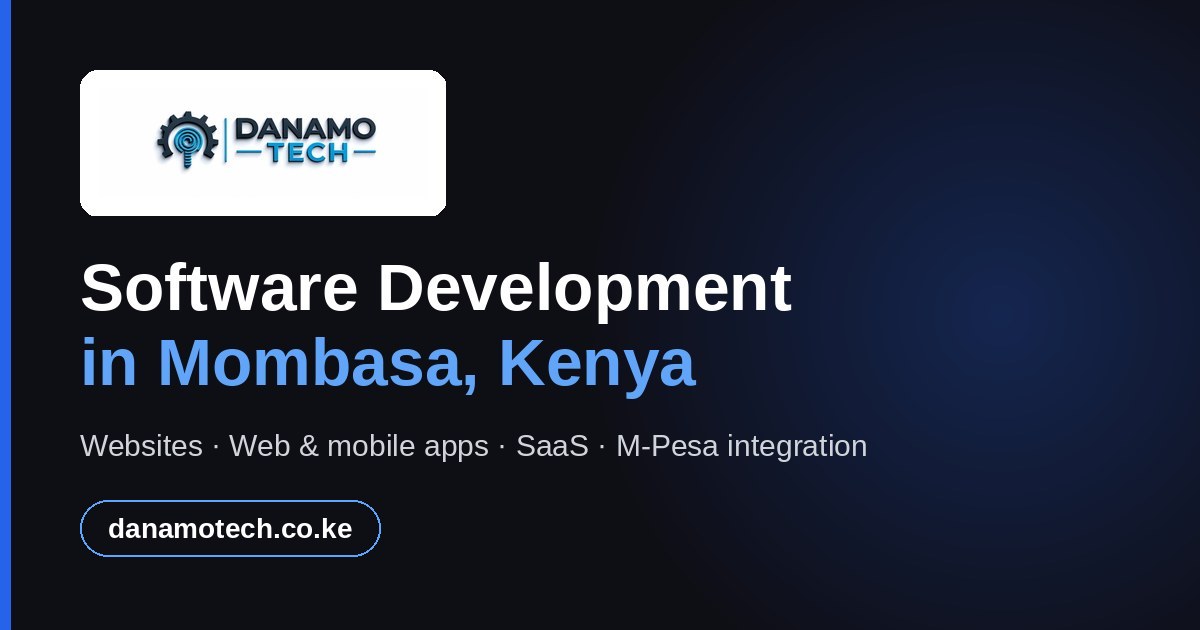 DANAMO
TECH
Software Development
in Mombasa, Kenya
Websites · Web & mobile apps · SaaS · M-Pesa integration
danamotech.co.ke